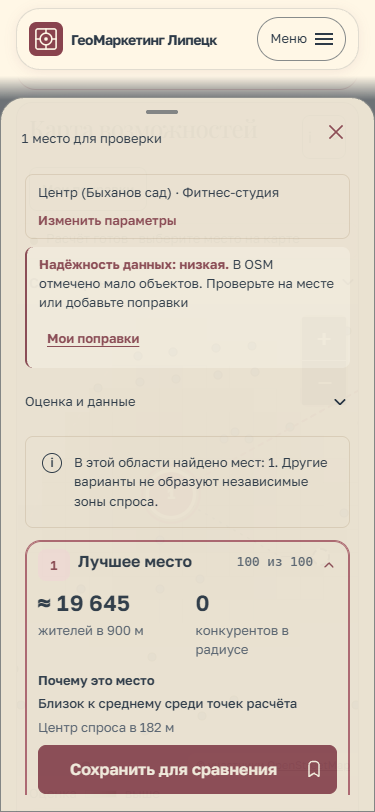 ГеоМаркетинг Липецк
Меню
1 место для проверки
Центр (Быханов сад) · Фитнес-студия
Изменить параметры
Надёжность данных: низкая. В OSM
отмечено мало объектов. Проверьте на месте
или добавьте поправки
Мои поправки
Оценка и данные
В этой области найдено мест: 1. Другие
варианты не образуют независимые
зоны спроса.
1 Лучшее место 100 из 100
≈ 19 645 0
жителей в 900 м конкурентов в
радиусе
Почему это место
Близок к среднему среди точек расчёта
Центр спроса в 182 м
Сохранить для сравнения